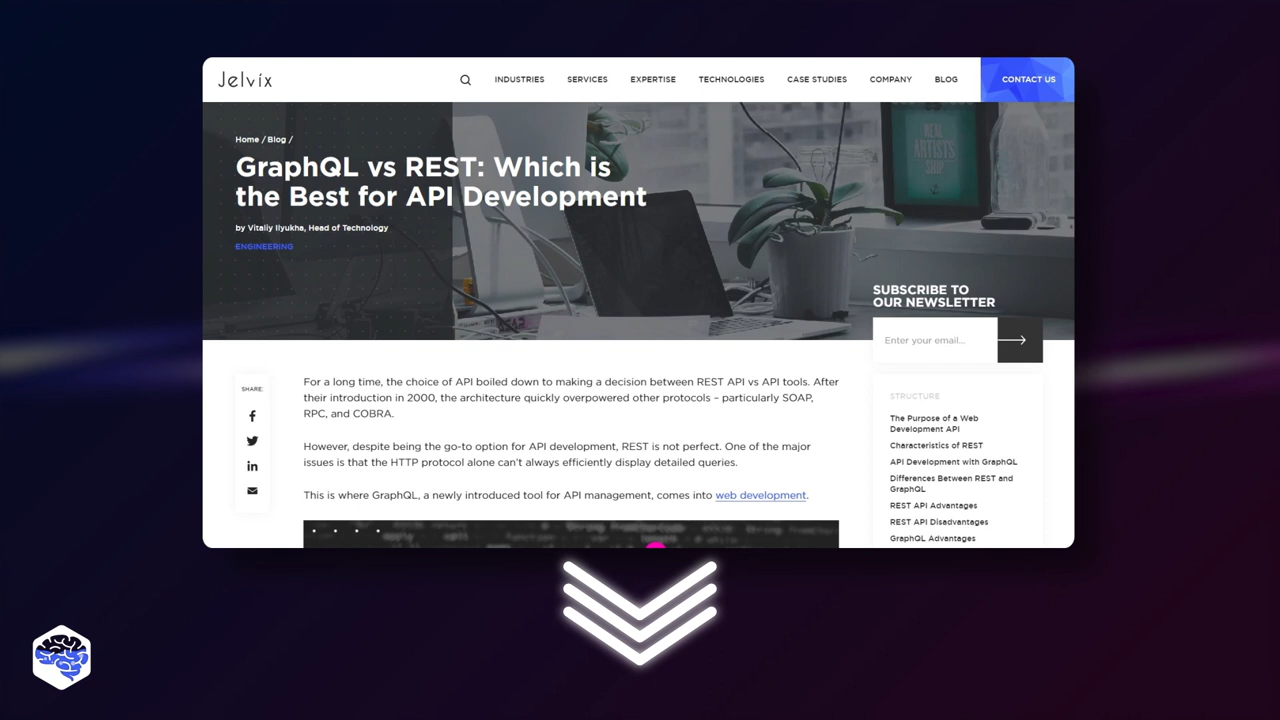 Jelvix
INDUSTRIES SERVICES EXPERTISE TECHNOLOGIES CASE STUDIES COMPANY BLOG CONTACT US
Home / Blog /
GraphQL vs REST: Which is
the Best for API Development
by Vitaliy Ilyukha, Head of Technology
ENGINEERING
REAL
ARTISTS
SHIP
SUBSCRIBE TO
OUR NEWSLETTER
Enter your email...
SHARE:
For a long time, the choice of API boiled down to making a decision between REST API vs API tools. After
their introduction in 2000, the architecture quickly overpowered other protocols – particularly SOAP,
RPC, and COBRA.
However, despite being the go-to option for API development, REST is not perfect. One of the major
issues is that the HTTP protocol alone can't always efficiently display detailed queries.
This is where GraphQL, a newly introduced tool for API management, comes into web development.
STRUCTURE
The Purpose of a Web
Development API
Characteristics of REST
API Development with GraphQL
Differences Between REST and
GraphQL
REST API Advantages
REST API Disadvantages
GraphQL Advantages